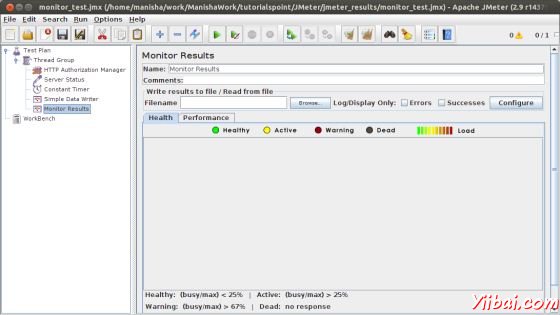 monitor_test.jmx (/home/manisha/work/ManishaWork/tutorialspoint/JMeter/jmeter_results/monitor_test.jmx) - Apache JMeter (2.9 r1437
File Edit Search Run Options Help
0
0 / 1
Test Plan
Thread Group
HTTP Authorization Manager
Server Status
Constant Timer
Simple Data Writer
Monitor Results
WorkBench
Monitor Results
Name: Monitor Results
Comments:
Write results to file / Read from file
Filename Browse... Log/Display Only: Errors Successes Configure
Health Performance
Healthy Active Warning Dead Load
Healthy: (busy/max) < 25% | Active: (busy/max) > 25%
Warning: (busy/max) > 67% | Dead: no response
Yiibai.com